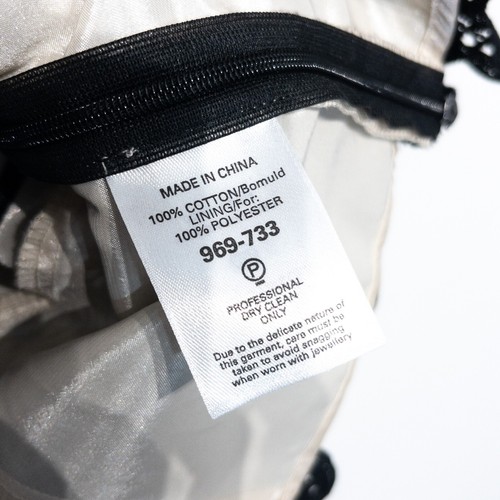 MADE IN CHINA
100% COTTON/Bomuld
LINING/For:
100% POLYESTER
969-733
P
PROFESSIONAL
DRY CLEAN
ONLY
Due to the delicate nature of
this garment, care must be
taken to avoid snagging
when worn with jewellery